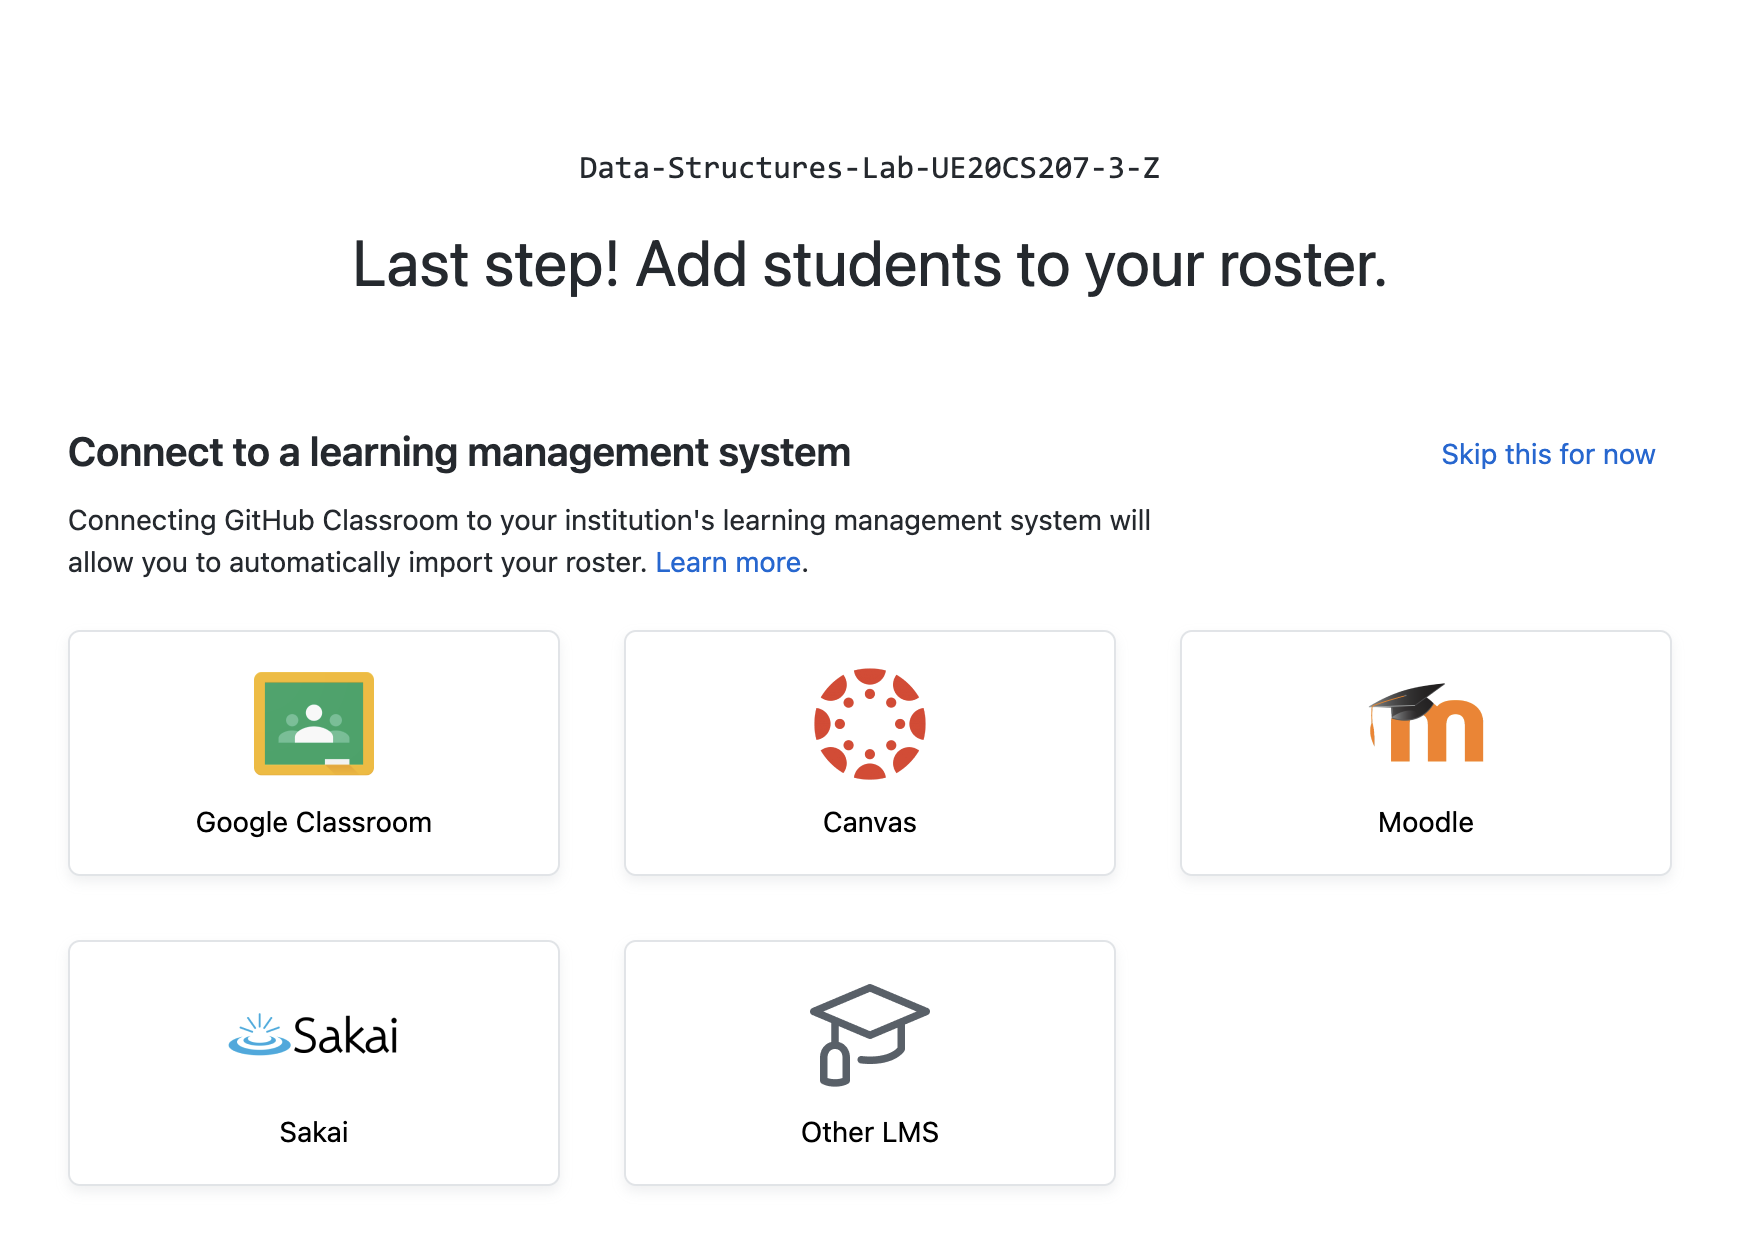 Data-Structures-Lab-UE20CS207-3-Z
Last step! Add students to your roster.
Connect to a learning management system
Skip this for now
Connecting GitHub Classroom to your institution's learning management system will
allow you to automatically import your roster. Learn more.
Google Classroom
Canvas
m
Moodle
Sakai
Sakai
Other LMS